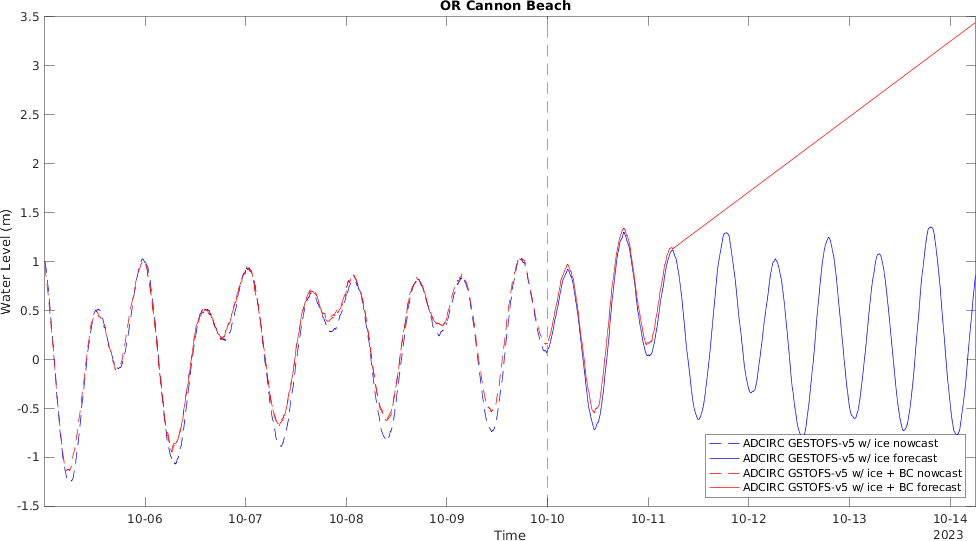 OR Cannon Beach
3.5
3
2.5
2
1.5
1
0.5
0
-0.5
-1
-1.5
Water Level (m)
10-06 10-07 10-08 10-09 10-10 10-11 10-12 10-13 10-14
Time
2023
ADCIRC GESTOFS-v5 w/ ice nowcast
ADCIRC GESTOFS-v5 w/ ice forecast
ADCIRC GSTOFS-v5 w/ ice + BC nowcast
ADCIRC GSTOFS-v5 w/ ice + BC forecast